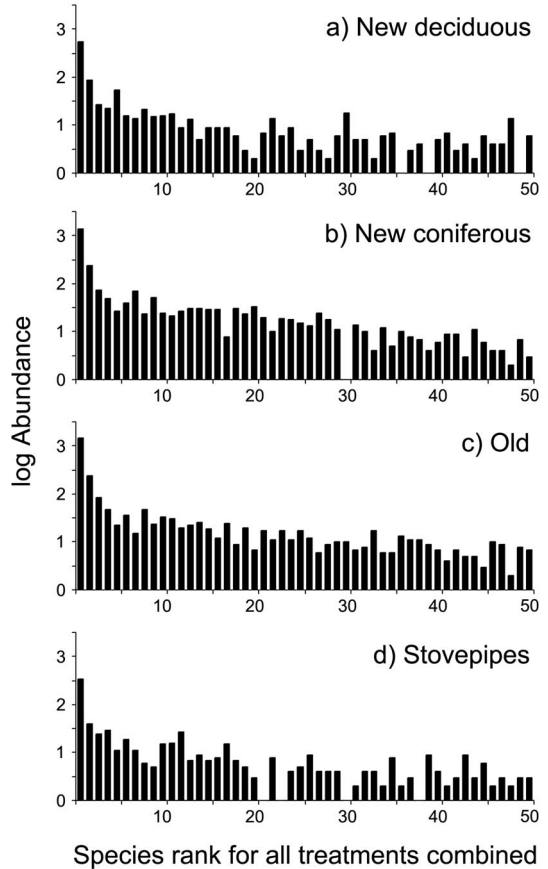 a) New deciduous
3
2
1
0
10 20 30 40 50
b) New coniferous
3
2
1
0
10 20 30 40 50
log Abundance
c) Old
3
2
1
0
10 20 30 40 50
d) Stovepipes
3
2
1
0
10 20 30 40 50
Species rank for all treatments combined